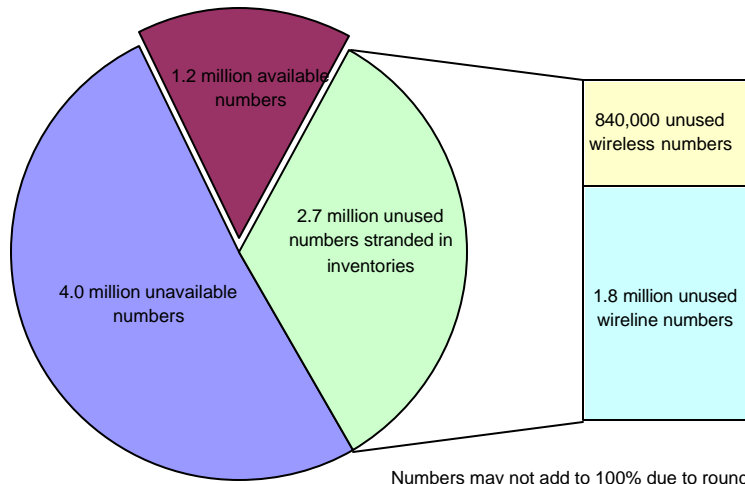 1.2 million available
numbers
840,000 unused
wireless numbers
2.7 million unused
numbers stranded in
inventories
4.0 million unavailable
numbers
1.8 million unused
wireline numbers
Numbers may not add to 100% due to round